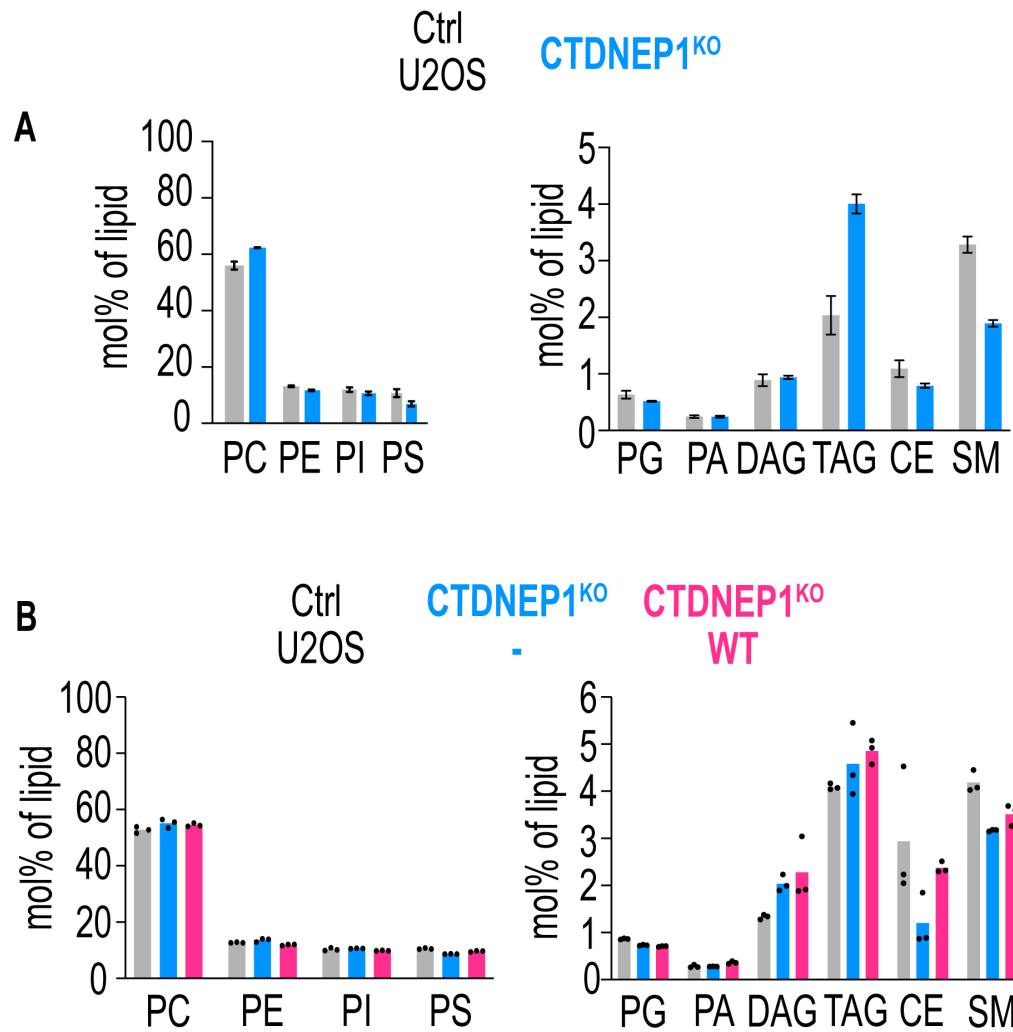 Ctrl
U2OS
CTDNEP1KO
A
mol% of lipid
100
80
60
40
20
0
PC PE PI PS
mol% of lipid
5
4
3
2
1
0
PG PA DAG TAG CE SM
B
Ctrl
U2OS
CTDNEP1KO
-
CTDNEP1KO
WT
mol% of lipid
100
80
60
40
20
0
PC PE PI PS
mol% of lipid
6
5
4
3
2
1
0
PG PA DAG TAG CE SM